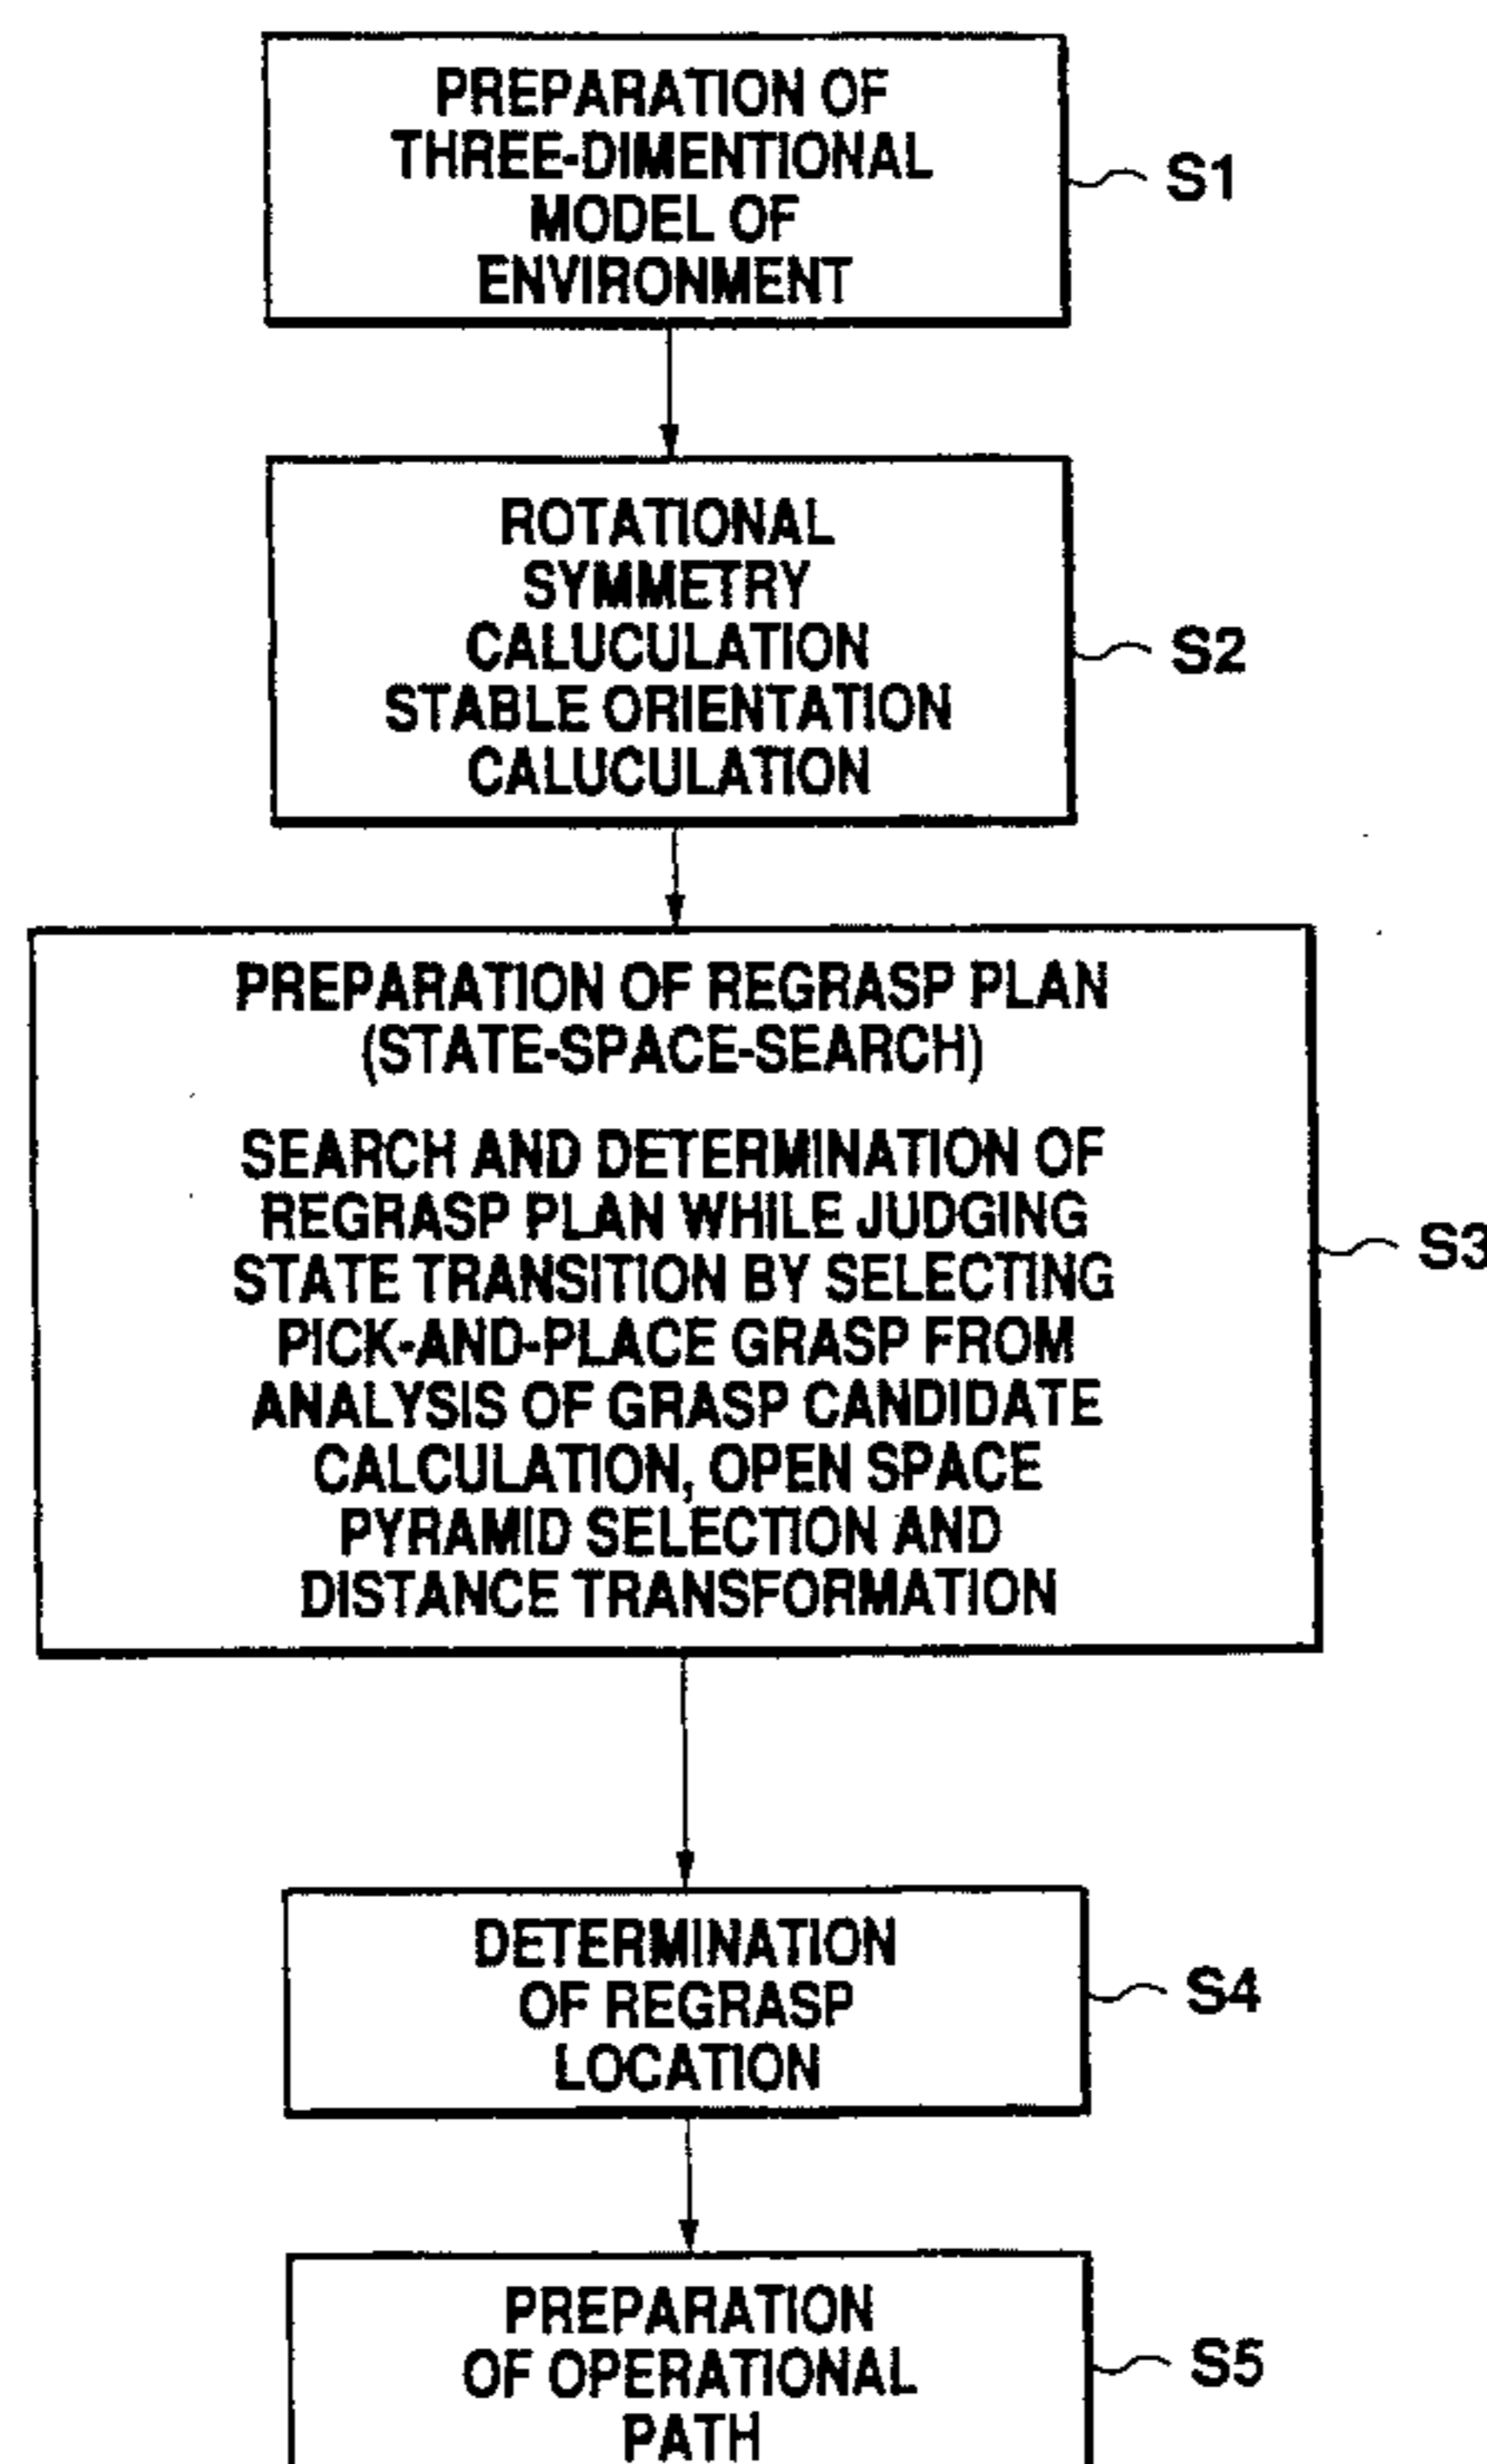 PREPARATION OF
THREE-DIMENTIONAL
MODEL OF
ENVIRONMENT
S1
ROTATIONAL
SYMMETRY
CALUCULATION
STABLE ORIENTATION
CALUCULATION
S2
PREPARATION OF REGRASP PLAN
(STATE-SPACE-SEARCH)
SEARCH AND DETERMINATION OF
REGRASP PLAN WHILE JUDGING
STATE TRANSITION BY SELECTING
PICK-AND-PLACE GRASP FROM
ANALYSIS OF GRASP CANDIDATE
CALCULATION, OPEN SPACE
PYRAMID SELECTION AND
DISTANCE TRANSFORMATION
S3
DETERMINATION
OF REGRASP
LOCATION
S4
PREPARATION
OF OPERATIONAL
PATH
S5